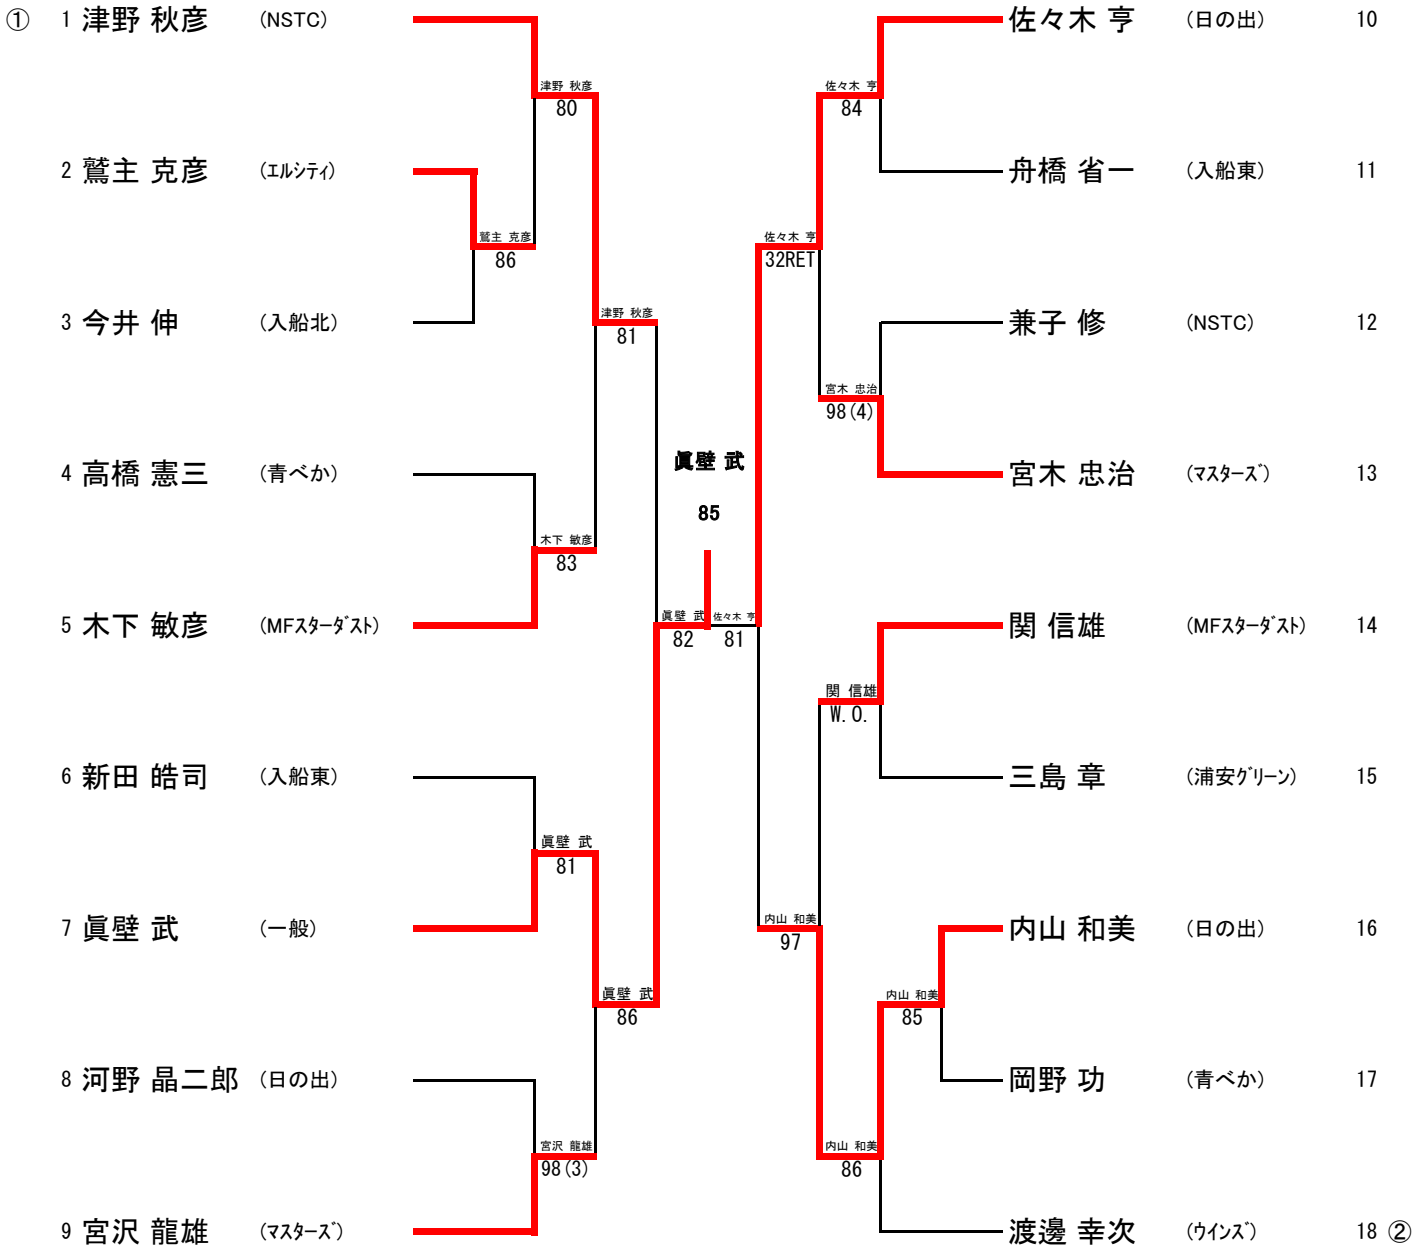 ① 1 津野 秋彦 (NSTC) 佐々木 亨 (日の出) 10
津野 秋彦 佐々木 亨
80 84
2 鷲主 克彦 (ｴﾙｼﾃｨ) 舟橋 省一 (入船東) 11
鷲主 克彦 佐々木 亨
86 32RET
3 今井 伸 (入船北) 津野 秋彦 兼子 修 (NSTC) 12
81
宮木 忠治
98(4)
4 高橋 憲三 (青べか) 眞壁 武 宮木 忠治 (ﾏｽﾀｰｽﾞ) 13
85
木下 敏彦
83
5 木下 敏彦 (MFｽﾀｰﾀﾞｽﾄ) 眞壁 武 佐々木 亨 関 信雄 (MFｽﾀｰﾀﾞｽﾄ) 14
82 81
関 信雄
W.O.
6 新田 皓司 (入船東) 三島 章 (浦安ｸﾞﾘｰﾝ) 15
眞壁 武
81
7 眞壁 武 (一般) 内山 和美 内山 和美 (日の出) 16
97
眞壁 武 内山 和美
86 85
8 河野 晶二郎 (日の出) 岡野 功 (青べか) 17
宮沢 龍雄 内山 和美
98(3) 86
9 宮沢 龍雄 (ﾏｽﾀｰｽﾞ) 渡邊 幸次 (ｳｲﾝｽﾞ) 18 ②